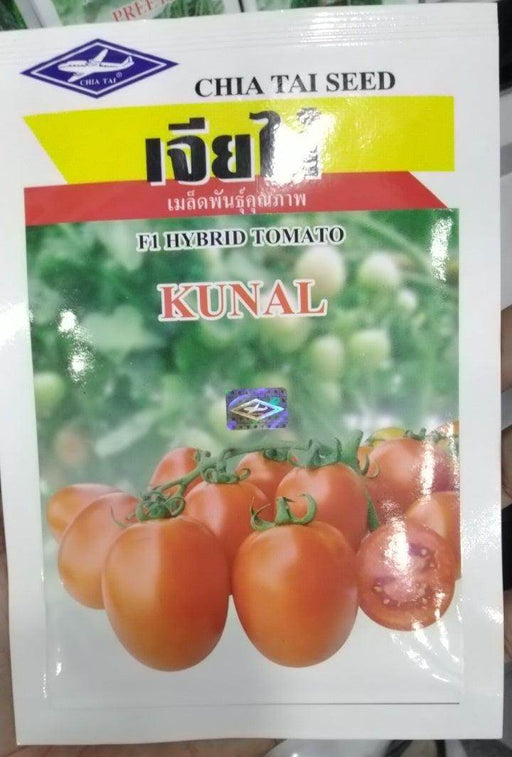 PREE
CHIA TAI®
CHIA TAI SEED
เจียไต๋
เมล็ดพันธุ์คุณภาพ
F1 HYBRID TOMATO
KUNAL